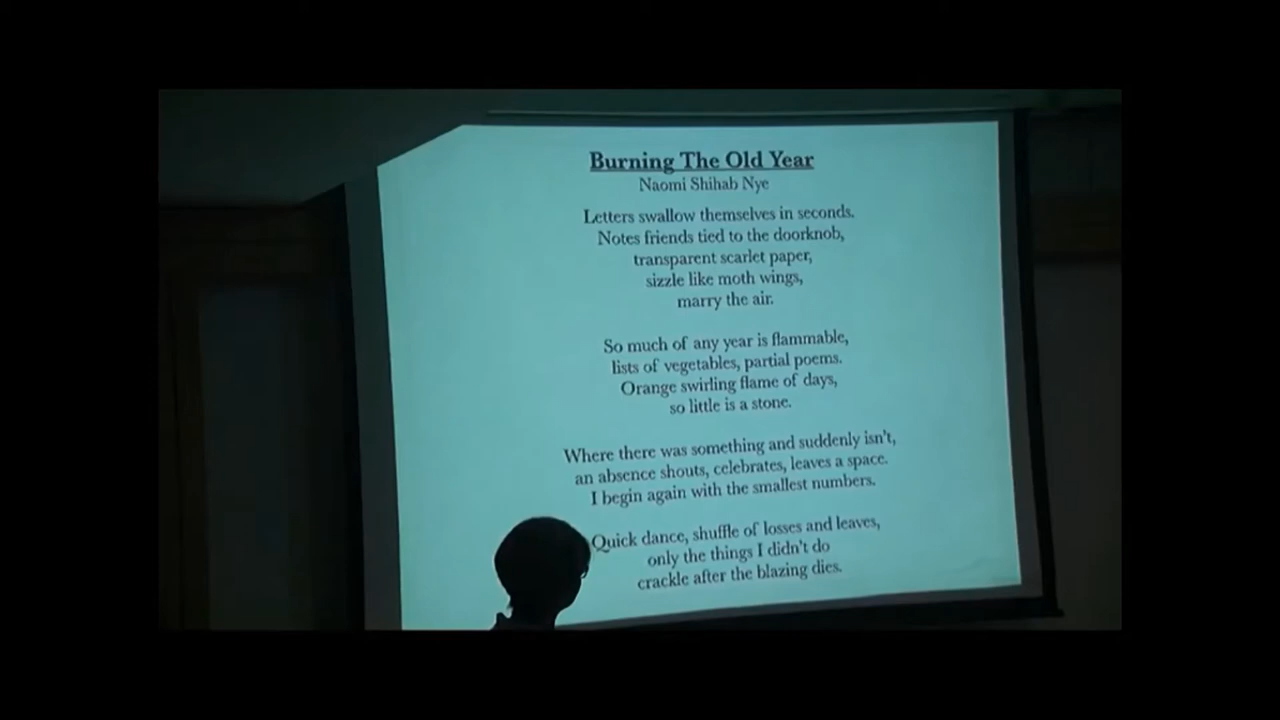 Burning The Old Year
Naomi Shihab Nye
Letters swallow themselves in seconds.
Notes friends tied to the doorknob,
transparent scarlet paper,
sizzle like moth wings,
marry the air.
So much of any year is flammable,
lists of vegetables, partial poems.
Orange swirling flame of days,
so little is a stone.
Where there was something and suddenly isn't,
an absence shouts, celebrates, leaves a space.
I begin again with the smallest numbers.
Quick dance, shuffle of losses and leaves,
only the things I didn't do
crackle after the blazing dies.